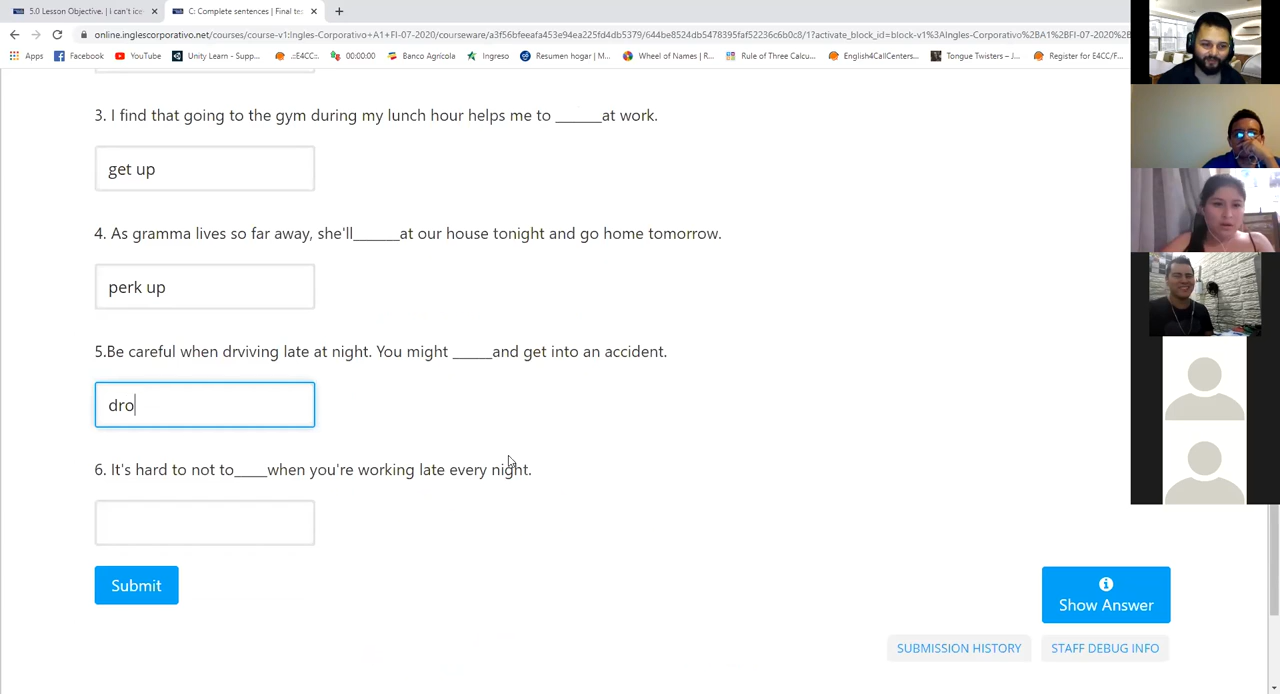 5.0 Lesson Objective. | I can't ice
C: Complete sentences | Final te
online.inglescorporativo.net/courses/course-v1:Ingles-Corporativo+A1+FI-07-2020/courseware/bf56bfeeafa453e94ea225fd4db5379/644be8524db5478395faf52236c6b0c8/1?activate_block_id=block-v1%3AIngles-Corporativo%2BA1%2BFI-07-2020%2B
Apps Facebook YouTube Unity Learn - Supp... .::E4CC:. 00:00:00 Banco Agrícola Ingreso Resumen hogar | M... Wheel of Names | R... Rule of Three Calcu... English4CallCenters... Tongue Twisters – J... Register for E4CC/F...
3. I find that going to the gym during my lunch hour helps me to ______at work.
get up
4. As gramma lives so far away, she'll______at our house tonight and go home tomorrow.
perk up
5.Be careful when drviving late at night. You might _____and get into an accident.
dro
6. It's hard to not to____when you're working late every night.
Submit
Show Answer
SUBMISSION HISTORY
STAFF DEBUG INFO